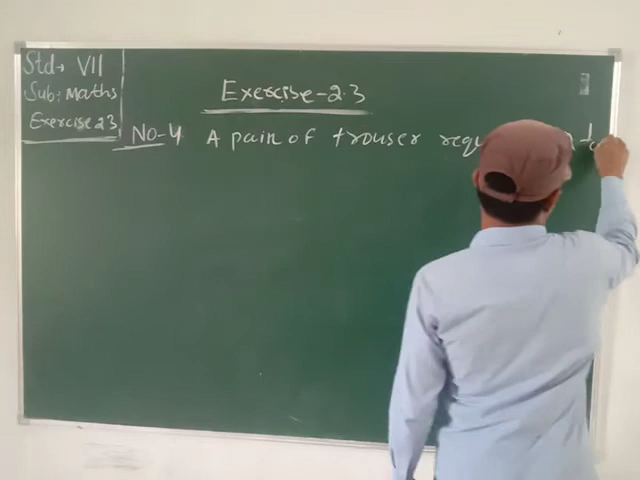 Std→ VII
Sub: Maths
Exercise 2.3
Exercise-2.3
No-4 A pair of trouser